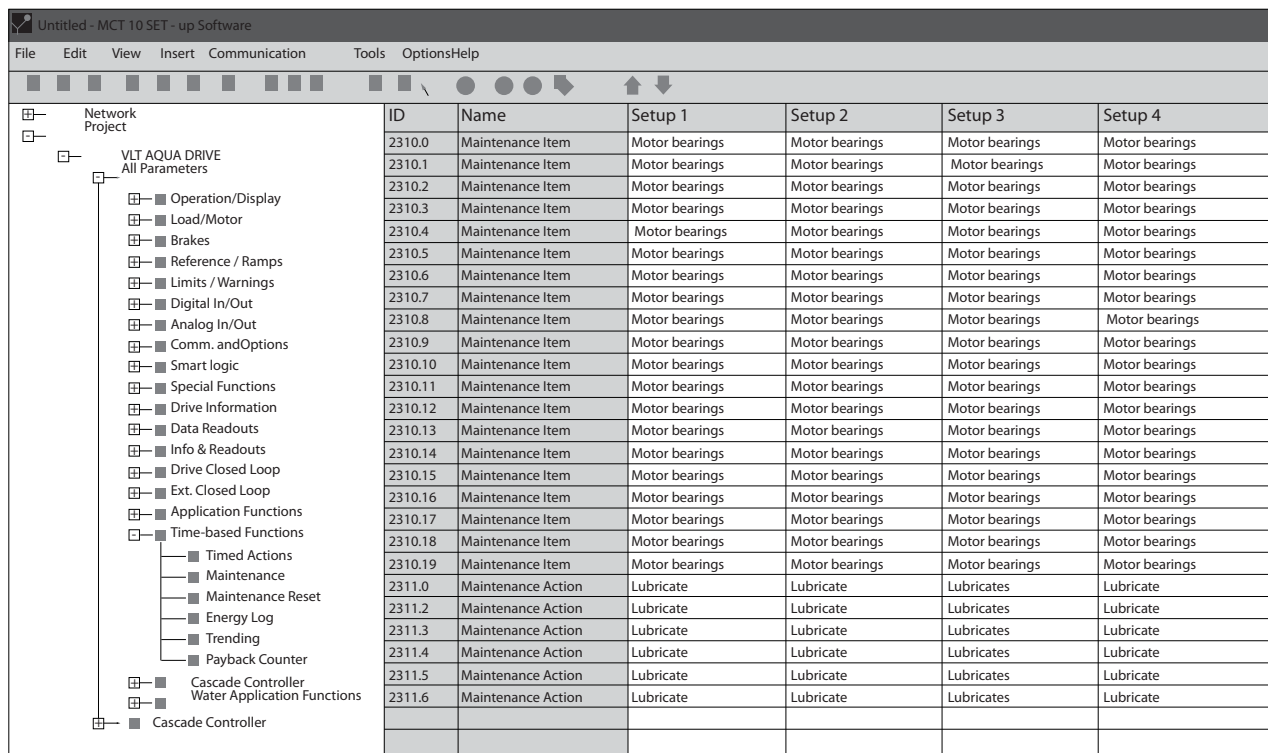 Untitled - MCT 10 SET - up Software
File Edit View Insert Communication Tools OptionsHelp
Network
Project
VLT AQUA DRIVE
All Parameters
Operation/Display
Load/Motor
Brakes
Reference / Ramps
Limits / Warnings
Digital In/Out
Analog In/Out
Comm. andOptions
Smart logic
Special Functions
Drive Information
Data Readouts
Info & Readouts
Drive Closed Loop
Ext. Closed Loop
Application Functions
Time-based Functions
Timed Actions
Maintenance
Maintenance Reset
Energy Log
Trending
Payback Counter
Cascade Controller
Water Application Functions
Cascade Controller
ID Name Setup 1 Setup 2 Setup 3 Setup 4
2310.0 Maintenance Item Motor bearings Motor bearings Motor bearings Motor bearings
2310.1 Maintenance Item Motor bearings Motor bearings Motor bearings Motor bearings
2310.2 Maintenance Item Motor bearings Motor bearings Motor bearings Motor bearings
2310.3 Maintenance Item Motor bearings Motor bearings Motor bearings Motor bearings
2310.4 Maintenance Item Motor bearings Motor bearings Motor bearings Motor bearings
2310.5 Maintenance Item Motor bearings Motor bearings Motor bearings Motor bearings
2310.6 Maintenance Item Motor bearings Motor bearings Motor bearings Motor bearings
2310.7 Maintenance Item Motor bearings Motor bearings Motor bearings Motor bearings
2310.8 Maintenance Item Motor bearings Motor bearings Motor bearings Motor bearings
2310.9 Maintenance Item Motor bearings Motor bearings Motor bearings Motor bearings
2310.10 Maintenance Item Motor bearings Motor bearings Motor bearings Motor bearings
2310.11 Maintenance Item Motor bearings Motor bearings Motor bearings Motor bearings
2310.12 Maintenance Item Motor bearings Motor bearings Motor bearings Motor bearings
2310.13 Maintenance Item Motor bearings Motor bearings Motor bearings Motor bearings
2310.14 Maintenance Item Motor bearings Motor bearings Motor bearings Motor bearings
2310.15 Maintenance Item Motor bearings Motor bearings Motor bearings Motor bearings
2310.16 Maintenance Item Motor bearings Motor bearings Motor bearings Motor bearings
2310.17 Maintenance Item Motor bearings Motor bearings Motor bearings Motor bearings
2310.18 Maintenance Item Motor bearings Motor bearings Motor bearings Motor bearings
2310.19 Maintenance Item Motor bearings Motor bearings Motor bearings Motor bearings
2311.0 Maintenance Action Lubricate Lubricate Lubricates Lubricate
2311.2 Maintenance Action Lubricate Lubricate Lubricates Lubricate
2311.3 Maintenance Action Lubricate Lubricate Lubricates Lubricate
2311.4 Maintenance Action Lubricate Lubricate Lubricates Lubricate
2311.5 Maintenance Action Lubricate Lubricate Lubricates Lubricate
2311.6 Maintenance Action Lubricate Lubricate Lubricates Lubricate